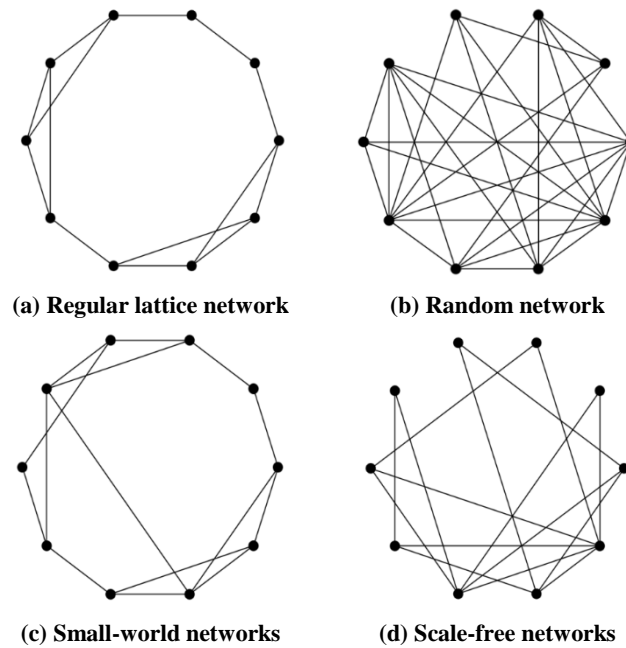 (a) Regular lattice network
(b) Random network
(c) Small-world networks
(d) Scale-free networks